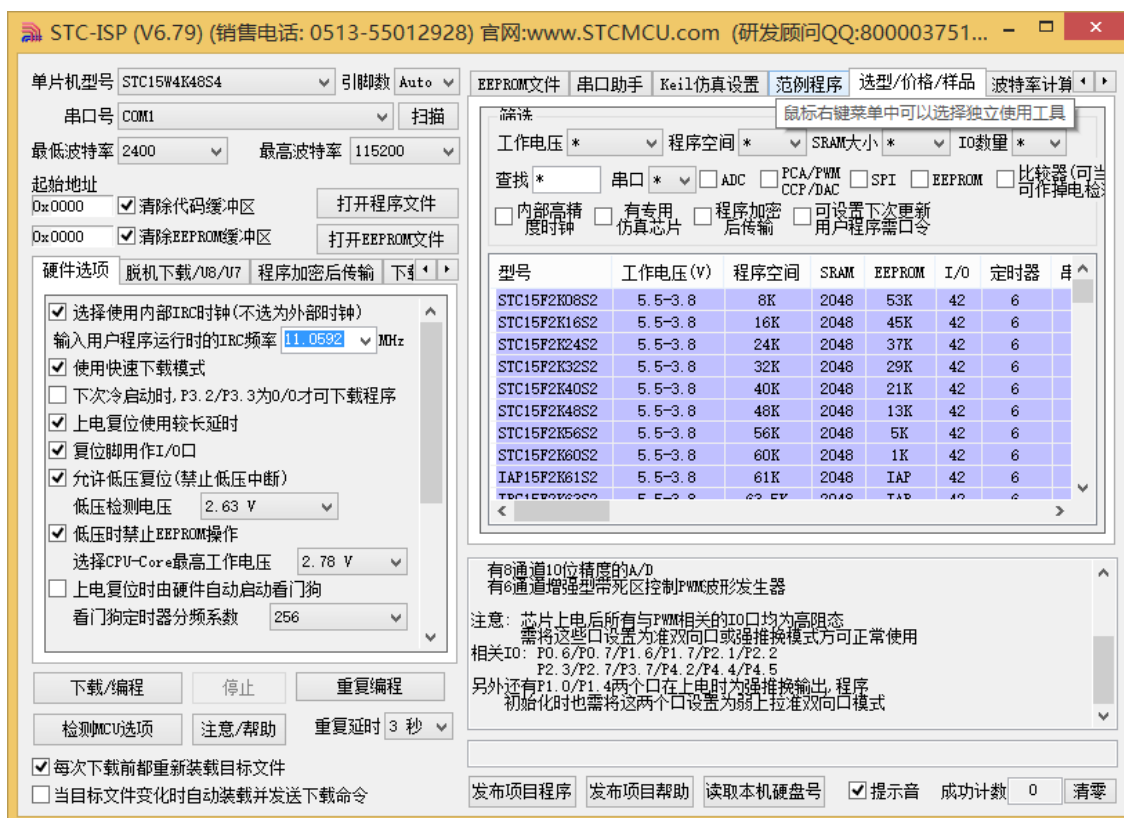 STC-ISP (V6.79) (销售电话: 0513-55012928) 官网:www.STCMCU.com (研发顾问QQ:800003751...
单片机型号 STC15W4K48S4 引脚数 Auto
串口号 COM1 扫描
最低波特率 2400 最高波特率 115200
起始地址
0x0000 清除代码缓冲区 打开程序文件
0x0000 清除EEPROM缓冲区 打开EEPROM文件
硬件选项 脱机下载/U8/U7 程序加密后传输
选择使用内部IRC时钟(不选为外部时钟)
输入用户程序运行时的IRC频率 11.0592 MHz
使用快速下载模式
下次冷启动时,P3.2/P3.3为0/0才可下载程序
上电复位使用较长延时
复位脚用作I/O口
允许低压复位(禁止低压中断)
低压检测电压 2.63 V
低压时禁止EEPROM操作
选择CPU-Core最高工作电压 2.78 V
上电复位时由硬件自动启动看门狗
看门狗定时器分频系数 256
下载/编程 停止 重复编程
检测MCU选项 注意/帮助 重复延时 3 秒
每次下载前都重新装载目标文件
当目标文件变化时自动装载并发送下载命令
EEPROM文件 串口助手 Keil仿真设置 范例程序 选型/价格/样品 波特率计算
鼠标右键菜单中可以选择独立使用工具
筛选
工作电压 * 程序空间 * SRAM大小 * IO数量 *
查找 * 串口 * ADC PCA/PWM CCP/DAC SPI EEPROM 比较器(可当 可作掉电检
内部高精度时钟 有专用仿真芯片 程序加密后传输 可设置下次更新用户程序需口令
型号 工作电压(V) 程序空间 SRAM EEPROM I/O 定时器 串
STC15F2K08S2 5.5-3.8 8K 2048 53K 42 6
STC15F2K16S2 5.5-3.8 16K 2048 45K 42 6
STC15F2K24S2 5.5-3.8 24K 2048 37K 42 6
STC15F2K32S2 5.5-3.8 32K 2048 29K 42 6
STC15F2K40S2 5.5-3.8 40K 2048 21K 42 6
STC15F2K48S2 5.5-3.8 48K 2048 13K 42 6
STC15F2K56S2 5.5-3.8 56K 2048 5K 42 6
STC15F2K60S2 5.5-3.8 60K 2048 1K 42 6
IAP15F2K61S2 5.5-3.8 61K 2048 IAP 42 6
有8通道10位精度的A/D
有6通道增强型带死区控制PWM波形发生器
注意: 芯片上电后所有与PWM相关的IO口均为高阻态
需将这些口设置为准双向口或强推挽模式方可正常使用
相关IO: P0.6/P0.7/P1.6/P1.7/P2.1/P2.2
P2.3/P2.7/P3.7/P4.2/P4.4/P4.5
另外还有P1.0/P1.4两个口在上电时为强推挽输出,程序
初始化时也需将这两个口设置为弱上拉准双向口模式
发布项目程序 发布项目帮助 读取本机硬盘号 提示音 成功计数 0 清零